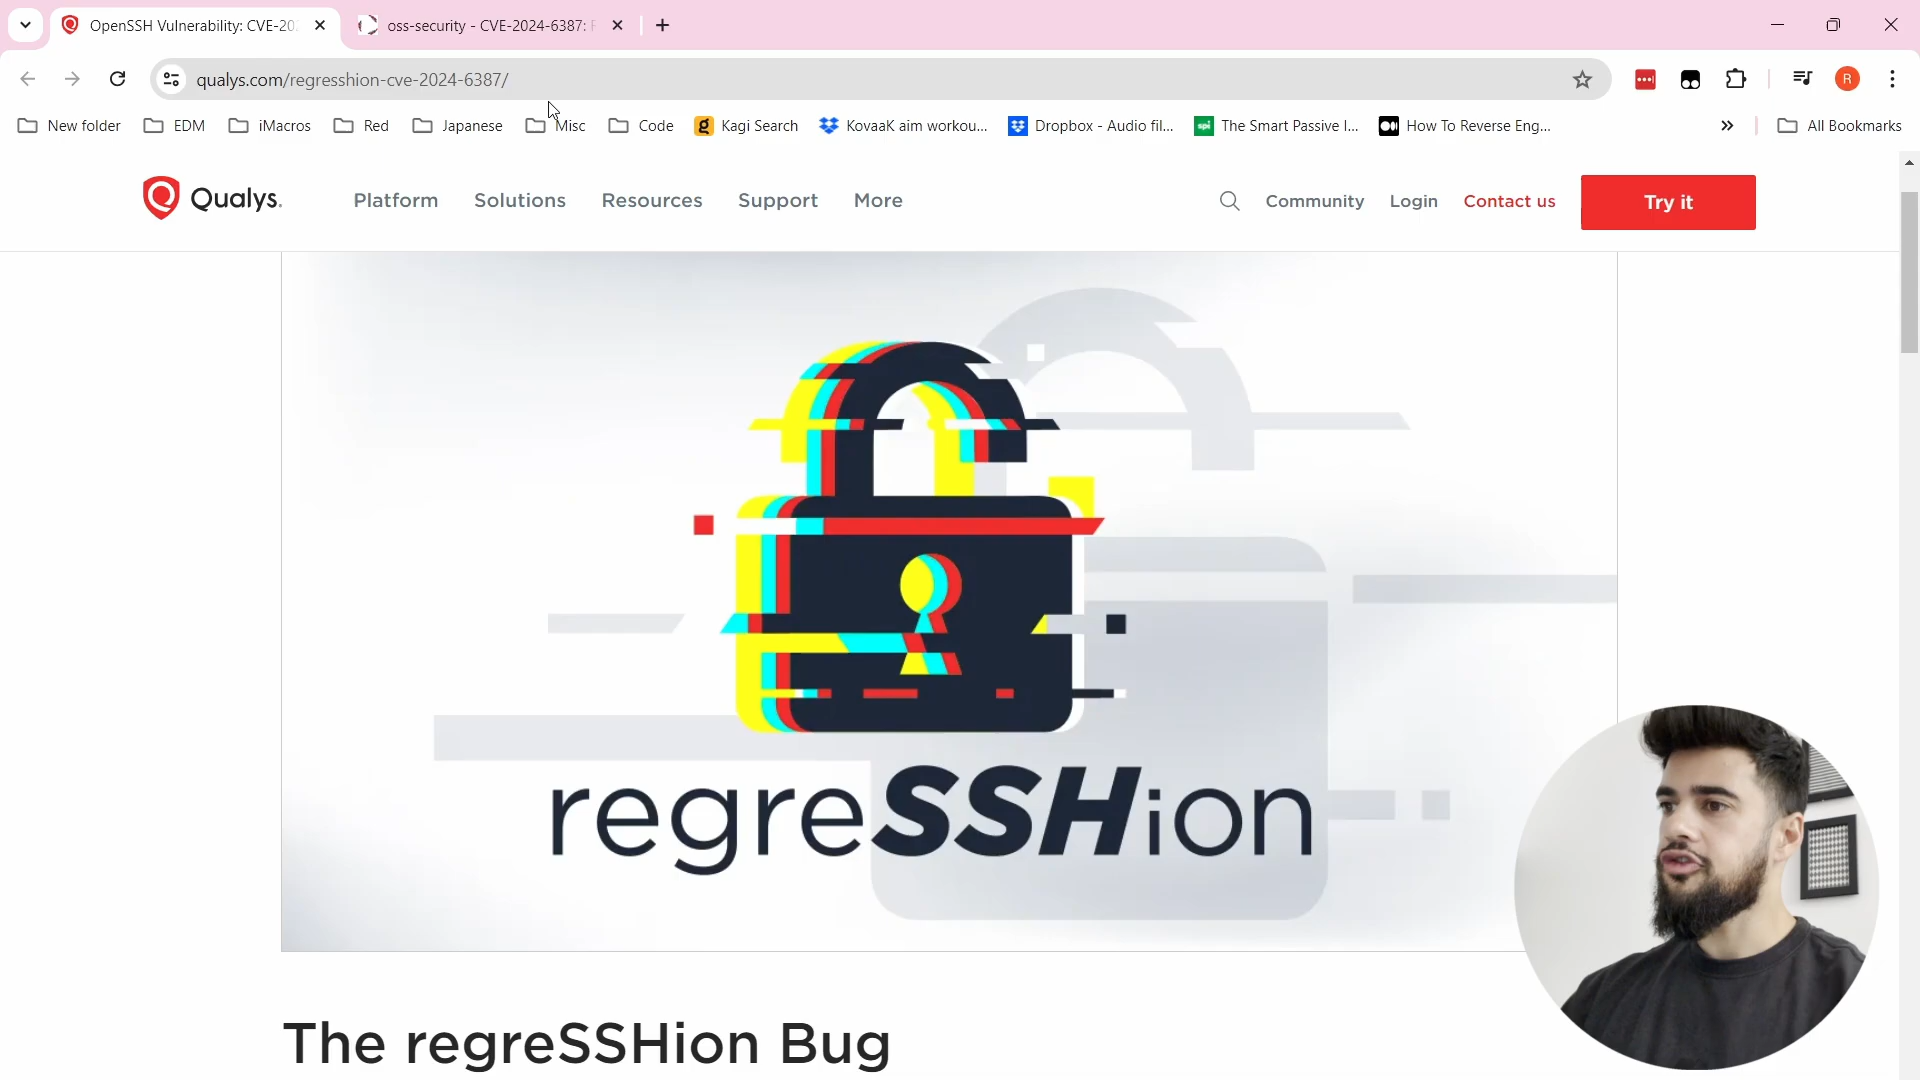 OpenSSH Vulnerability: CVE-20
oss-security - CVE-2024-6387:
qualys.com/regresshion-cve-2024-6387/
R
New folder
EDM
iMacros
Red
Japanese
Misc
Code
Kagi Search
KovaaK aim workou...
Dropbox - Audio fil...
The Smart Passive I...
How To Reverse Eng...
All Bookmarks
Qualys.
Platform
Solutions
Resources
Support
More
Community
Login
Contact us
Try it
regreSSHion
The regreSSHion Bug